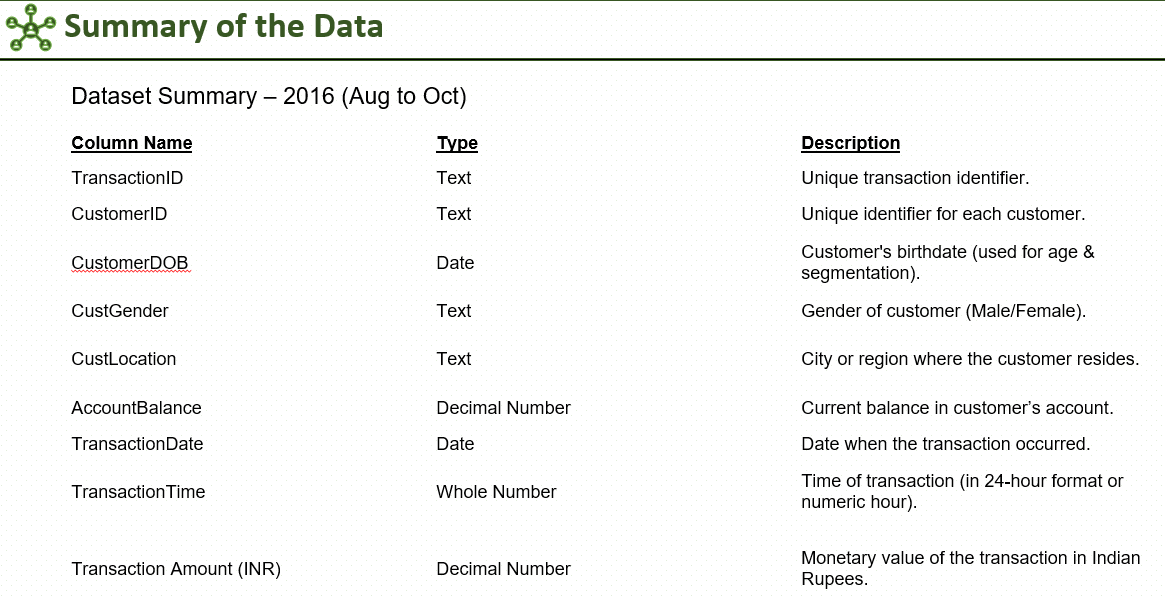 Summary of the Data
Dataset Summary – 2016 (Aug to Oct)
Column Name Type Description
TransactionID Text Unique transaction identifier.
CustomerID Text Unique identifier for each customer.
CustomerDOB Date Customer's birthdate (used for age &
segmentation).
CustGender Text Gender of customer (Male/Female).
CustLocation Text City or region where the customer resides.
AccountBalance Decimal Number Current balance in customer’s account.
TransactionDate Date Date when the transaction occurred.
TransactionTime Whole Number Time of transaction (in 24-hour format or
numeric hour).
Transaction Amount (INR) Decimal Number Monetary value of the transaction in Indian
Rupees.